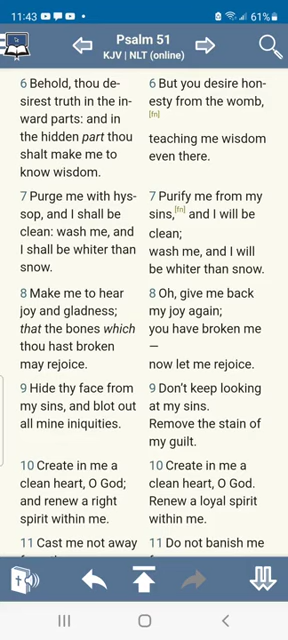 11:43
61%
Psalm 51
KJV | NLT (online)
6 Behold, thou de-
sirest truth in the in-
ward parts: and in
the hidden part thou
shalt make me to
know wisdom.
6 But you desire hon-
esty from the womb,
[fn]
teaching me wisdom
even there.
7 Purge me with hys-
sop, and I shall be
clean: wash me, and
I shall be whiter than
snow.
7 Purify me from my
sins,[fn] and I will be
clean;
wash me, and I will
be whiter than snow.
8 Make me to hear
joy and gladness;
that the bones which
thou hast broken
may rejoice.
8 Oh, give me back
my joy again;
you have broken me
—
now let me rejoice.
9 Hide thy face from
my sins, and blot out
all mine iniquities.
9 Don't keep looking
at my sins.
Remove the stain of
my guilt.
10 Create in me a
clean heart, O God;
and renew a right
spirit within me.
10 Create in me a
clean heart, O God.
Renew a loyal spirit
within me.
11 Cast me not away
11 Do not banish me